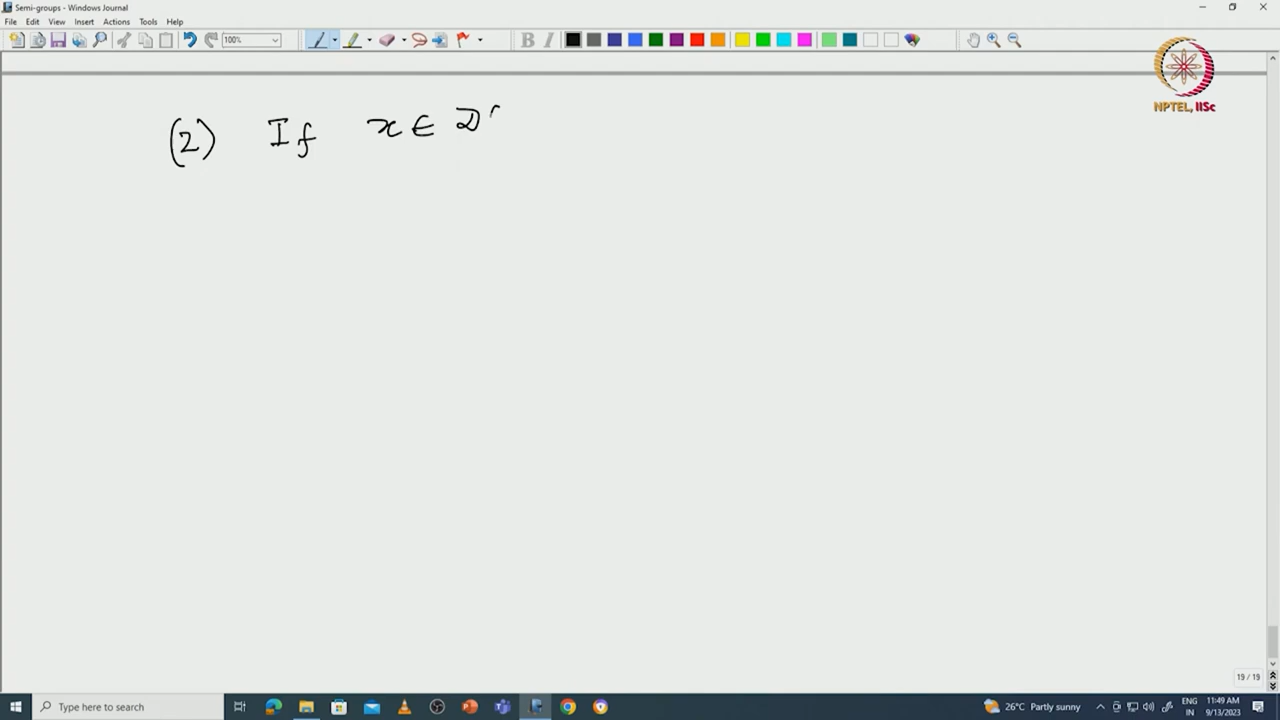 Semi-groups - Windows Journal
File Edit View Insert Actions Tools Help
100%
B I
NPTEL, IISc
(2) If x ∈ D(
19 / 19
Type here to search
26°C Partly sunny
ENG
IN
11:49 AM
9/13/2023